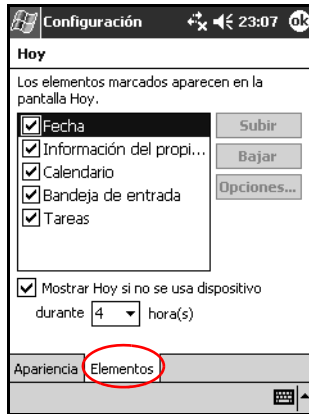 Configuración 23:07 ok
Hoy
Los elementos marcados aparecen en la
pantalla Hoy.
Fecha
Información del propi...
Calendario
Bandeja de entrada
Tareas
Subir
Bajar
Opciones...
Mostrar Hoy si no se usa dispositivo
durante 4 hora(s)
Apariencia Elementos